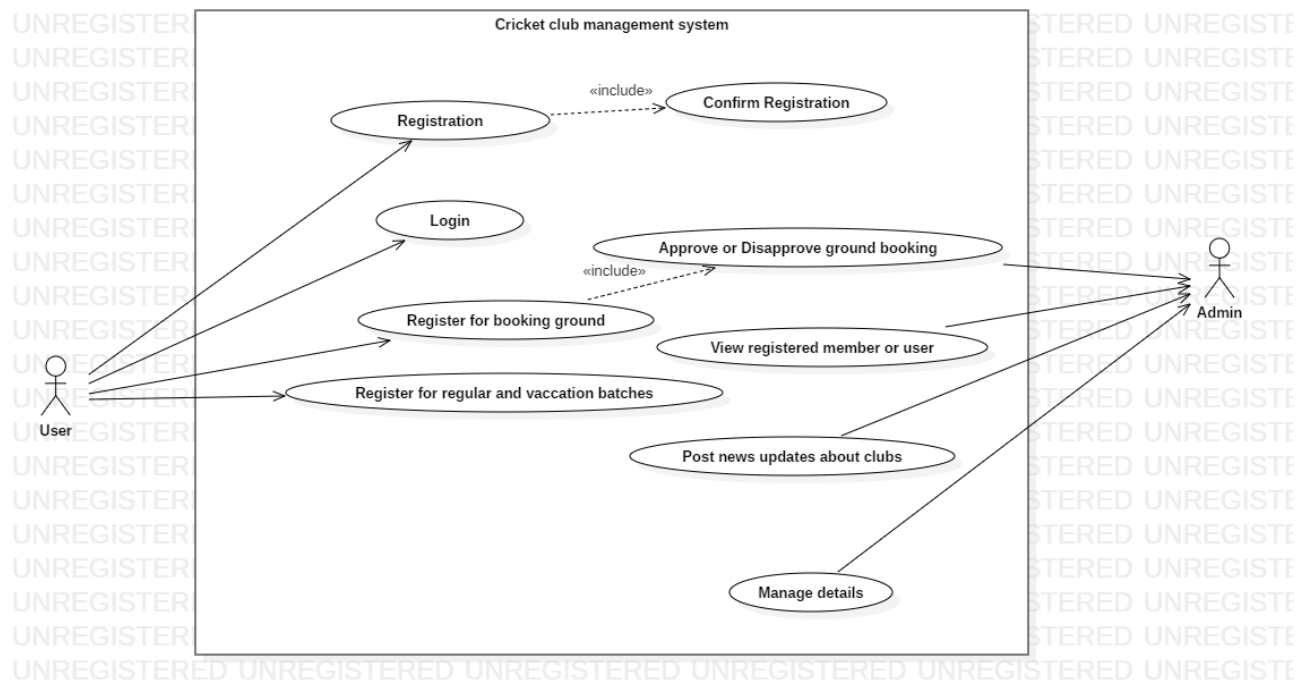 Cricket club management system
«include»
Confirm Registration
Registration
Login
Approve or Disapprove ground booking
«include»
Admin
Register for booking ground
View registered member or user
Register for regular and vaccation batches
User
Post news updates about clubs
Manage details
UNREGISTERED UNREGISTERED UNREGISTERED UNREGISTERED UNREGISTERED